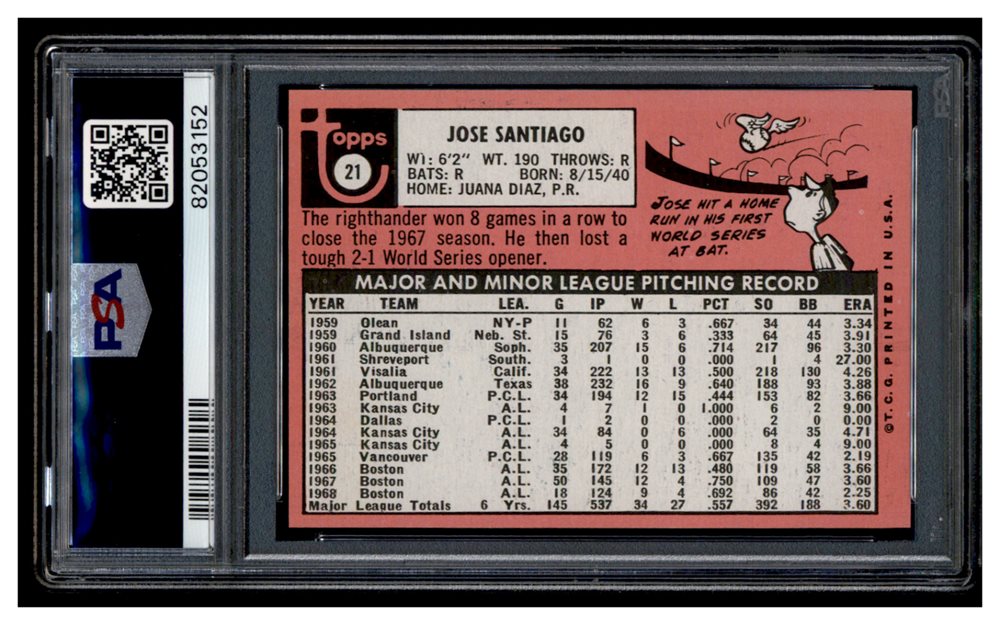 82053152
PSA
topps
21
JOSE SANTIAGO
WT: 6'2" WT. 190 THROWS: R
BATS: R BORN: 8/15/40
HOME: JUANA DIAZ, P.R.
The righthander won 8 games in a row to
close the 1967 season. He then lost a
tough 2-1 World Series opener.
JOSE HIT A HOME
RUN IN HIS FIRST
WORLD SERIES
AT BAT.
MAJOR AND MINOR LEAGUE PITCHING RECORD
YEAR TEAM LEA. G IP W L PCT SO BB ERA
1959 Olean NY-P 11 62 6 3 .667 34 44 3.34
1959 Grand Island Neb. St. 15 76 3 6 .333 64 45 3.91
1960 Albuquerque Soph. 35 207 15 6 .714 217 96 3.30
1961 Shreveport South. 3 1 0 0 .000 1 4 27.00
1961 Visalia Calif. 34 222 13 13 .500 218 130 4.26
1962 Albuquerque Texas 38 232 16 9 .640 188 93 3.88
1963 Portland P.C.L. 34 194 12 15 .444 153 82 3.66
1963 Kansas City A.L. 4 7 1 0 1.000 6 2 9.00
1964 Dallas P.C.L. 1 2 0 0 .000 2 0 0.00
1964 Kansas City A.L. 34 84 0 6 .000 64 35 4.71
1965 Kansas City A.L. 4 5 0 0 .000 8 4 9.00
1965 Vancouver P.C.L. 28 119 6 3 .667 135 42 2.19
1966 Boston A.L. 35 172 12 13 .480 119 58 3.66
1967 Boston A.L. 50 145 12 4 .750 109 47 3.60
1968 Boston A.L. 18 124 9 4 .692 86 42 2.25
Major League Totals 6 Yrs. 145 537 34 27 .557 392 188 3.60
©T.C.G. PRINTED IN U.S.A.